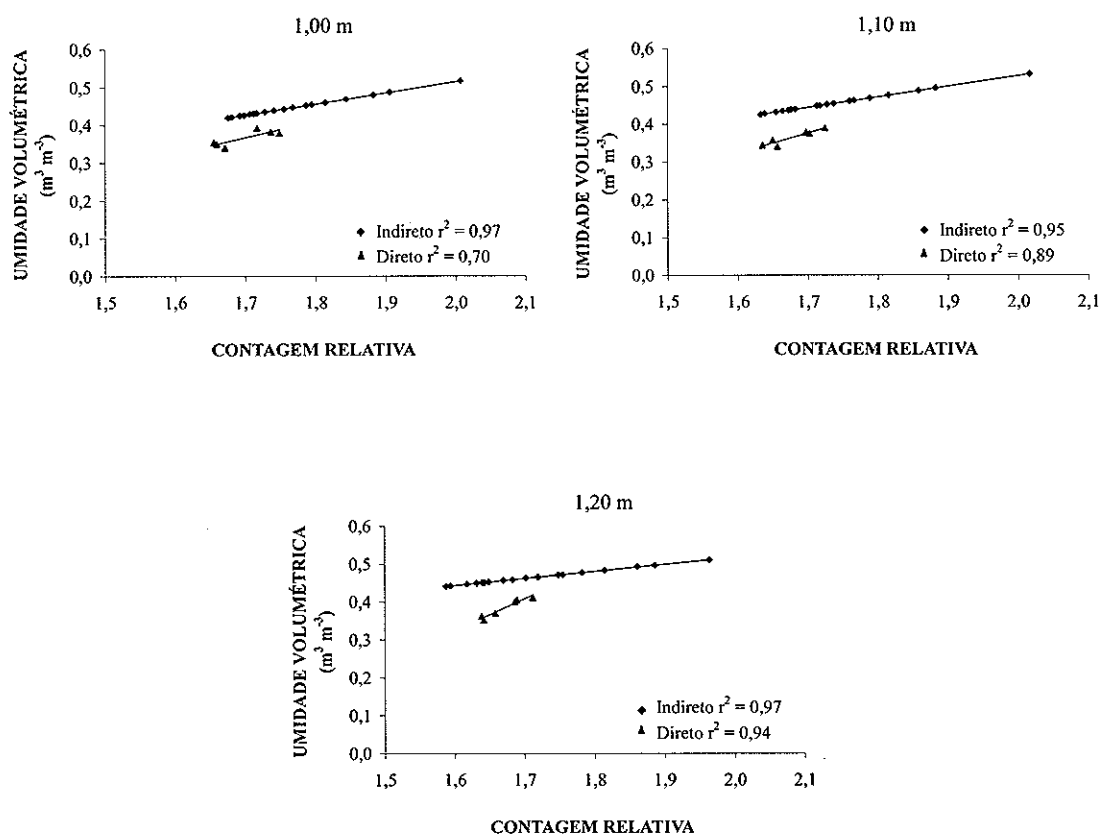 1,00 m
UMIDADE VOLUMÉTRICA
(m³ m⁻³)
0,6
0,5
0,4
0,3
0,2
0,1
0,0
Indireto r² = 0,97
Direto r² = 0,70
1,5 1,6 1,7 1,8 1,9 2,0 2,1
CONTAGEM RELATIVA
1,10 m
UMIDADE VOLUMÉTRICA
(m³ m⁻³)
0,6
0,5
0,4
0,3
0,2
0,1
0,0
Indireto r² = 0,95
Direto r² = 0,89
1,5 1,6 1,7 1,8 1,9 2,0 2,1
CONTAGEM RELATIVA
1,20 m
UMIDADE VOLUMÉTRICA
(m³ m⁻³)
0,6
0,5
0,4
0,3
0,2
0,1
0,0
Indireto r² = 0,97
Direto r² = 0,94
1,5 1,6 1,7 1,8 1,9 2,0 2,1
CONTAGEM RELATIVA